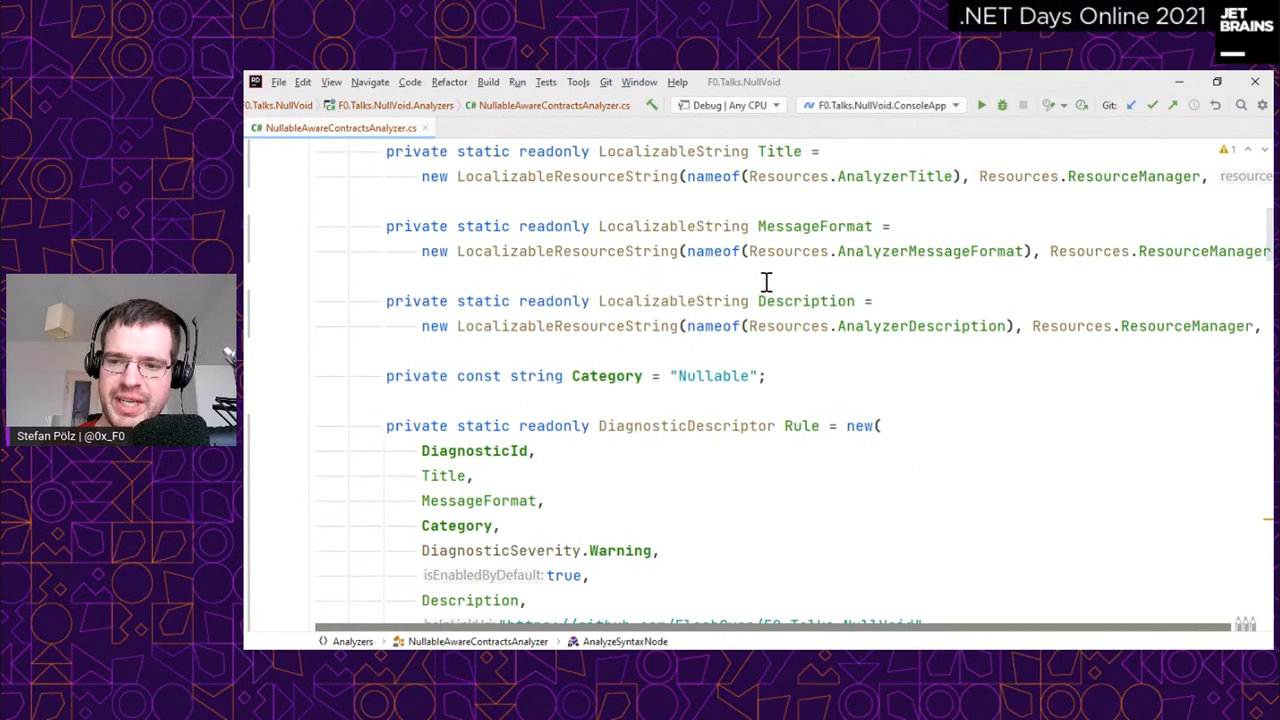 .NET Days Online 2021
JET
BRAINS
RD
File Edit View Navigate Code Refactor Build Run Tests Tools Git Window Help F0.Talks.NullVoid
F0.Talks.NullVoid F0.Talks.NullVoid.Analyzers C# NullableAwareContractsAnalyzer.cs Debug | Any CPU F0.Talks.NullVoid.ConsoleApp Git:
C# NullableAwareContractsAnalyzer.cs
private static readonly LocalizableString Title =
1
new LocalizableResourceString(nameof(Resources.AnalyzerTitle), Resources.ResourceManager, resource
private static readonly LocalizableString MessageFormat =
new LocalizableResourceString(nameof(Resources.AnalyzerMessageFormat), Resources.ResourceManager
private static readonly LocalizableString Description =
new LocalizableResourceString(nameof(Resources.AnalyzerDescription), Resources.ResourceManager,
private const string Category = "Nullable";
private static readonly DiagnosticDescriptor Rule = new(
DiagnosticId,
Title,
MessageFormat,
Category,
DiagnosticSeverity.Warning,
isEnabledByDefault: true,
Description,
Analyzers NullableAwareContractsAnalyzer AnalyzeSyntaxNode
Stefan Pölz | @0x_F0